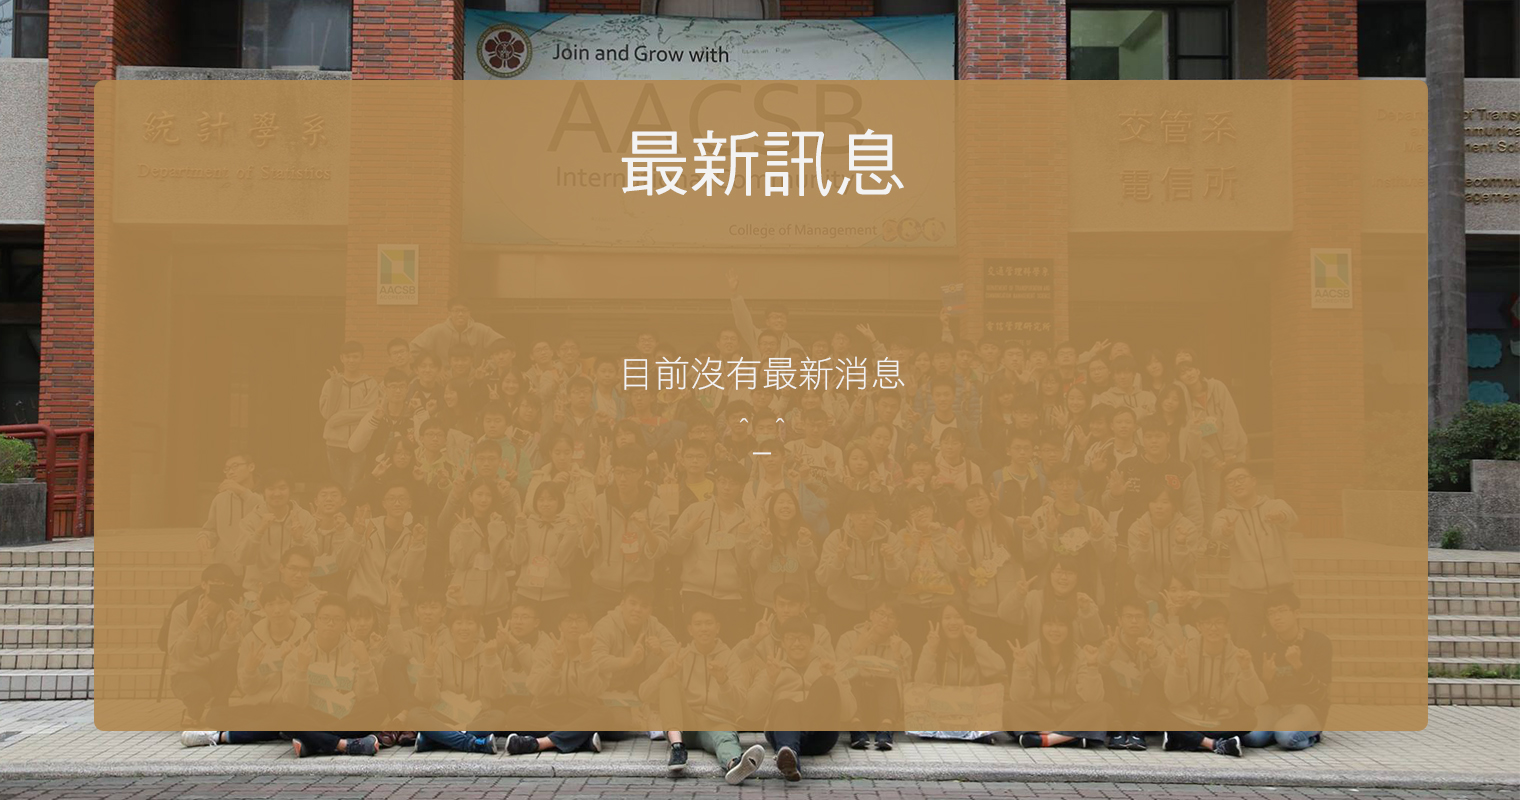 Join and Grow with
AACSB
統計學系
Department of Statistics
交管系
電信所
最新訊息
College of Management
AACSB
AACSB
目前沒有最新消息
^ ^
—